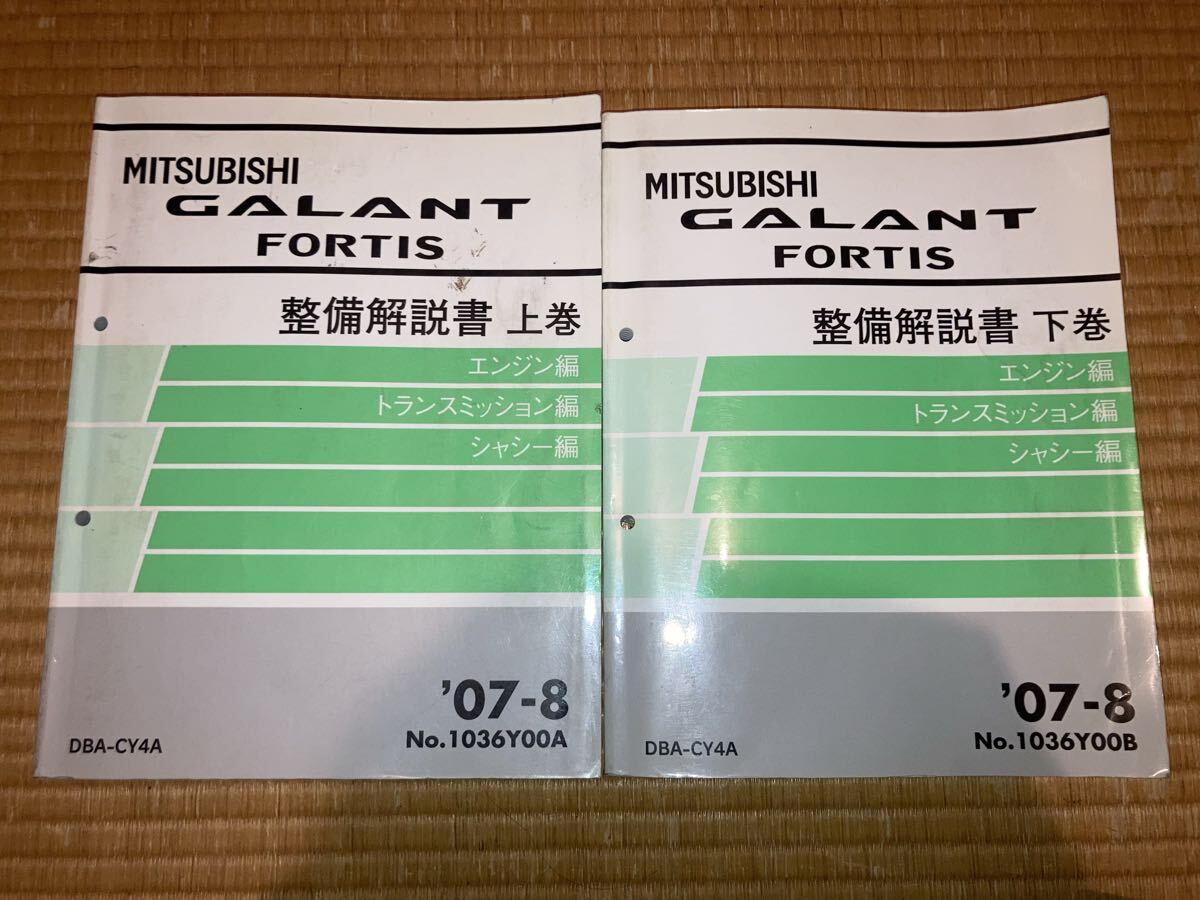 MITSUBISHI
GALANT
FORTIS
整備解説書 上巻
エンジン編
トランスミッション編
シャシー編
'07-8
No.1036Y00A
DBA-CY4A
MITSUBISHI
GALANT
FORTIS
整備解説書 下巻
エンジン編
トランスミッション編
シャシー編
'07-8
No.1036Y00B
DBA-CY4A